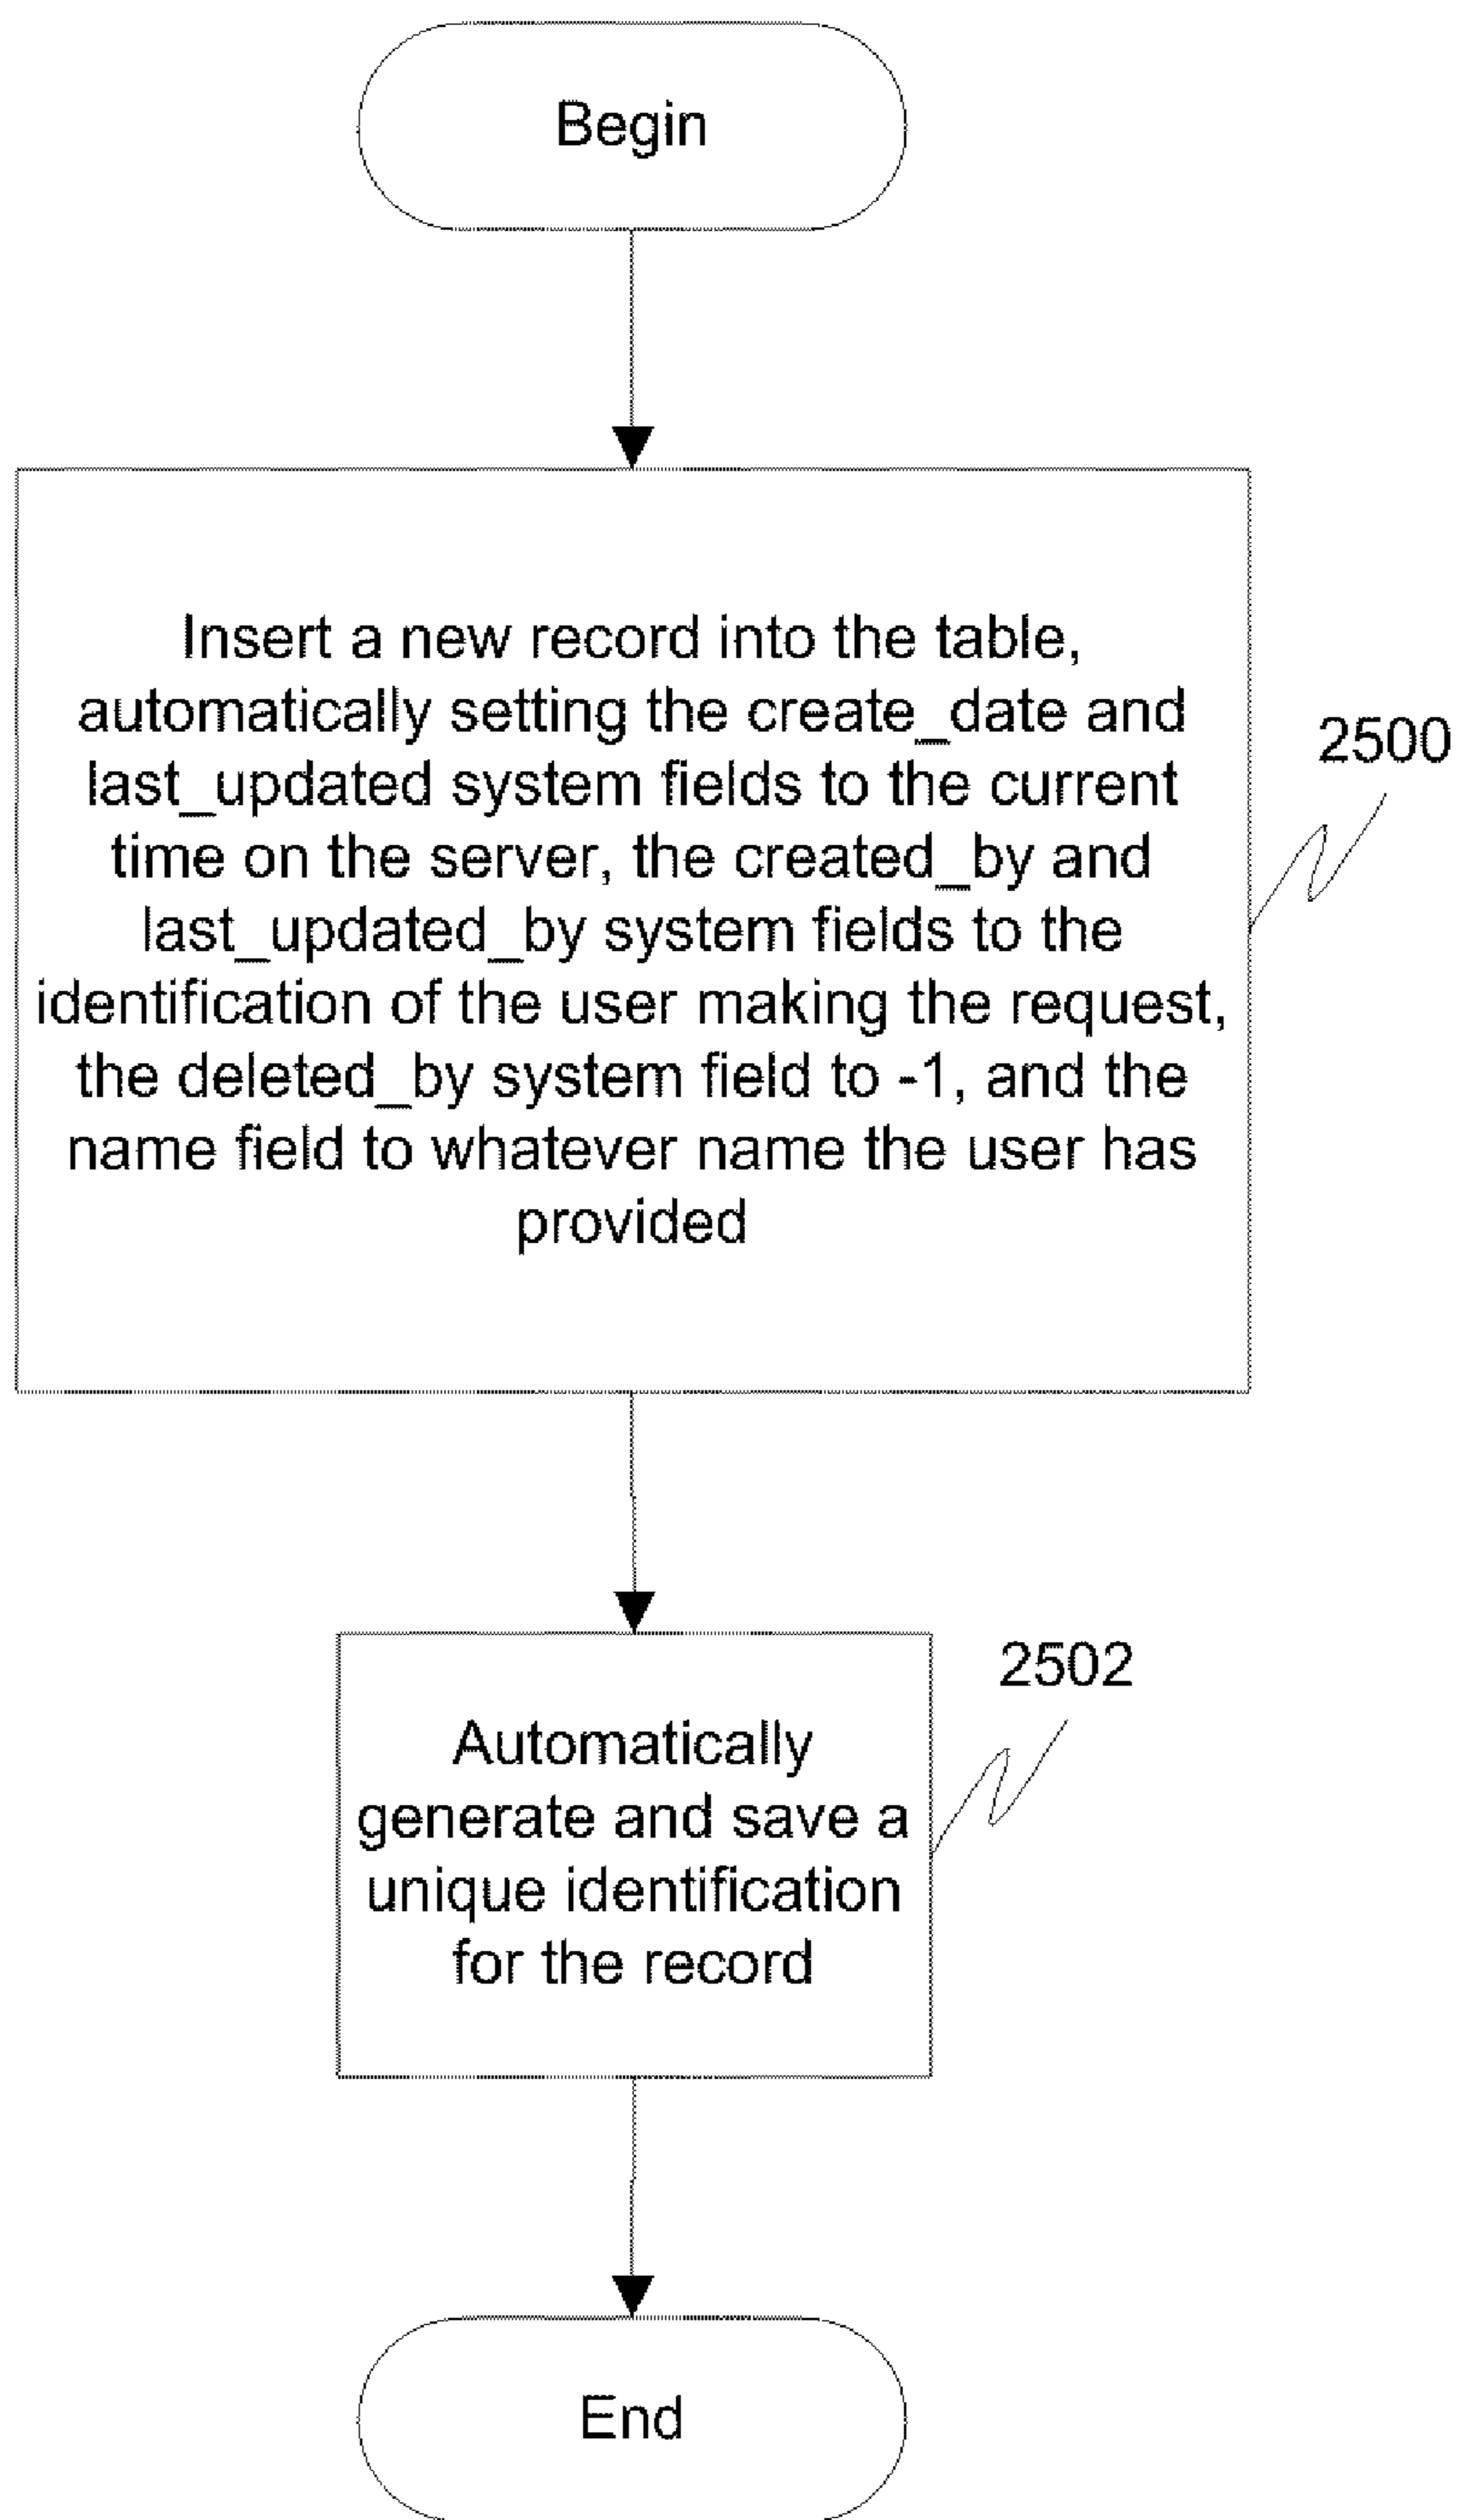 Begin
Insert a new record into the table,
automatically setting the create_date and
last_updated system fields to the current
time on the server, the created_by and
last_updated_by system fields to the
identification of the user making the request,
the deleted_by system field to -1, and the
name field to whatever name the user has
provided
2500
Automatically
generate and save a
unique identification
for the record
2502
End